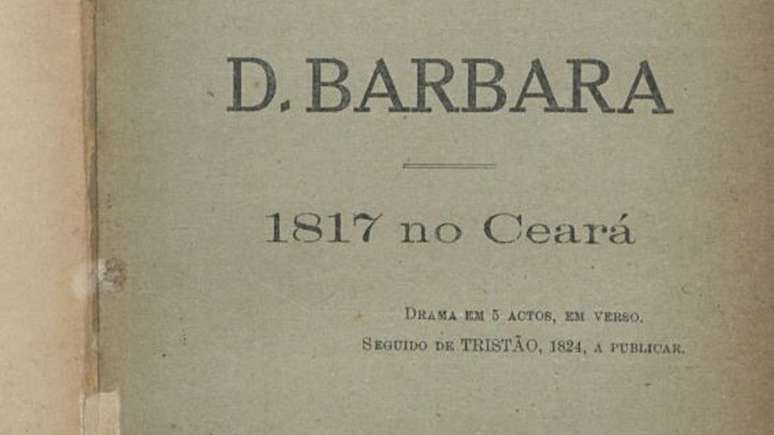 D. BARBARA
1817 no Ceará
DRAMA EM 5 ACTOS, EM VERSO.
SEGUIDO DE TRISTÃO, 1824, A PUBLICAR.